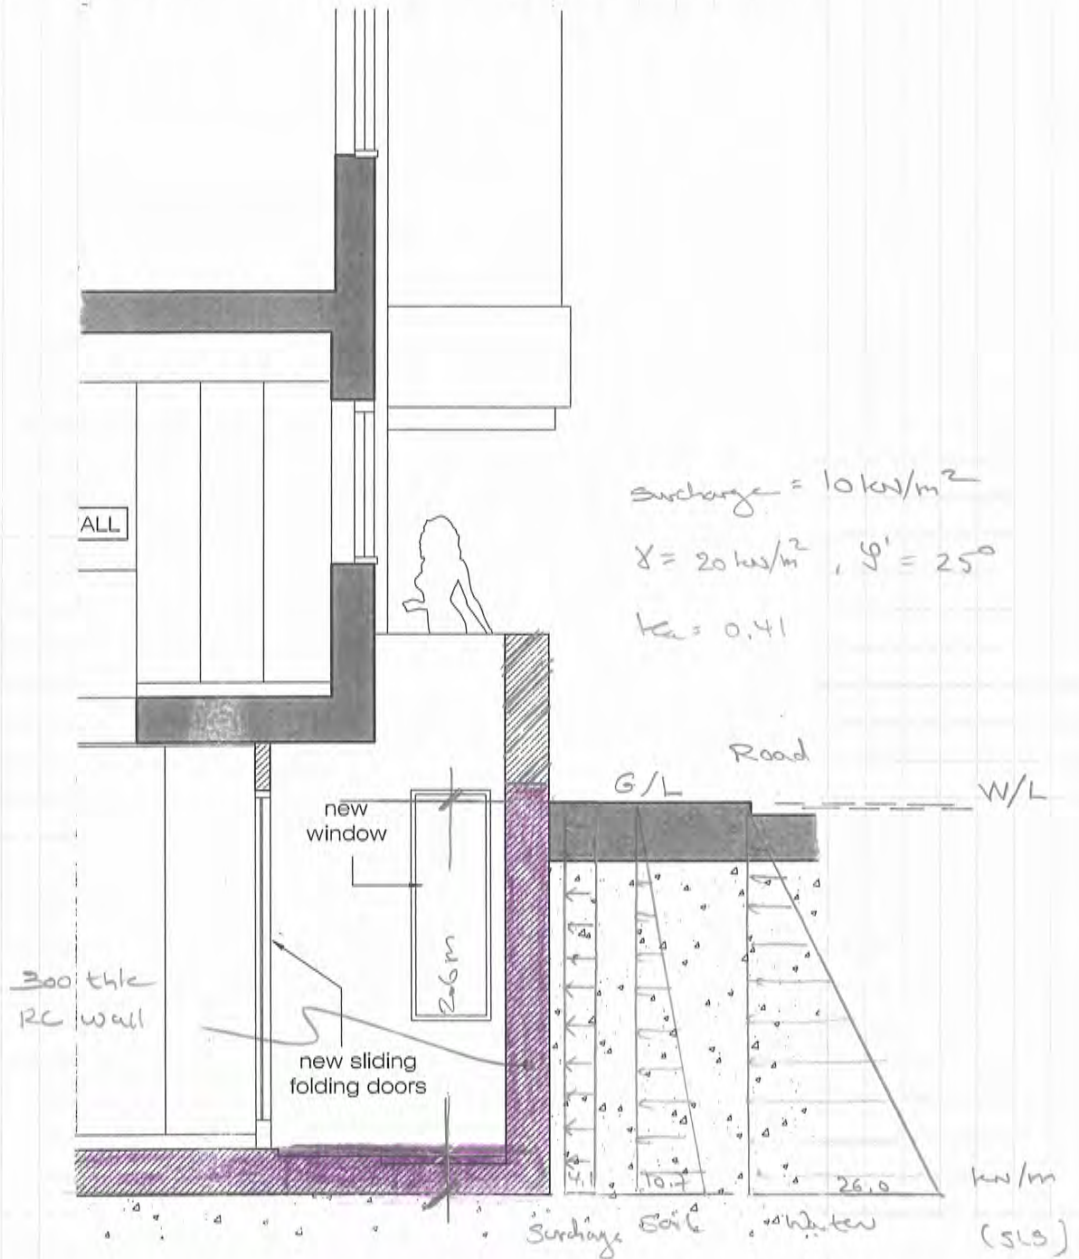 surcharge = 10 kN/m²
γ = 20 kN/m², φ' = 25°
ka = 0.41
ALL
Road
G/L
W/L
new
window
2.6m
300 thk
RC wall
new sliding
folding doors
4.1
10.7
26.0
kN/m
Surcharge
Soil
Water
(SLS)